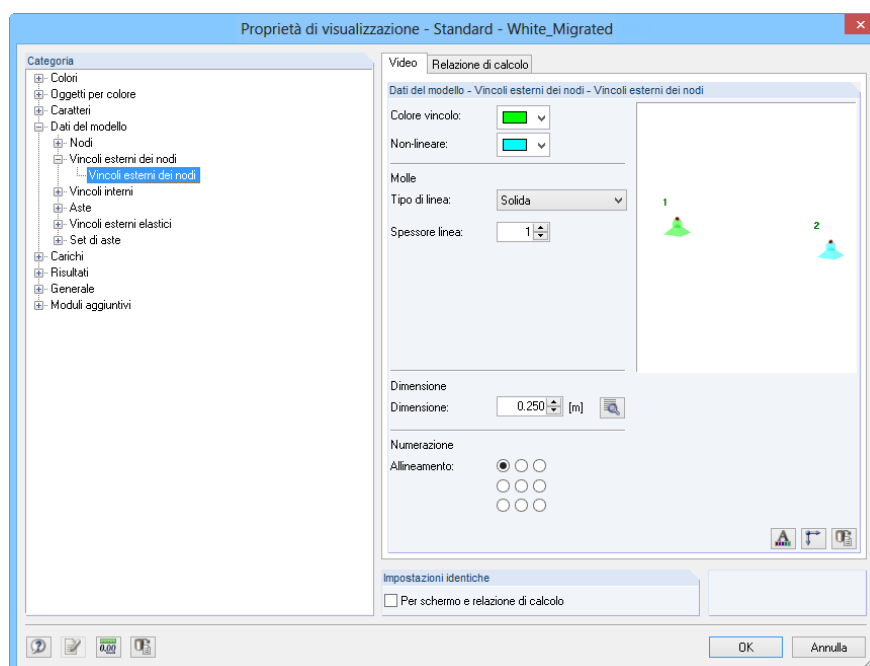 Proprietà di visualizzazione - Standard - White_Migrated
Categoria
Colori
Oggetti per colore
Caratteri
Dati del modello
Nodi
Vincoli esterni dei nodi
Vincoli esterni dei nodi
Vincoli interni
Aste
Vincoli esterni elastici
Set di aste
Carichi
Risultati
Generale
Moduli aggiuntivi
Video
Relazione di calcolo
Dati del modello - Vincoli esterni dei nodi - Vincoli esterni dei nodi
Colore vincolo:
Non-lineare:
Molle
Tipo di linea: Solida
Spessore linea: 1
1
2
Dimensione
Dimensione: 0.250 [m]
Numerazione
Allineamento:
Impostazioni identiche
Per schermo e relazione di calcolo
0.00
OK
Annulla